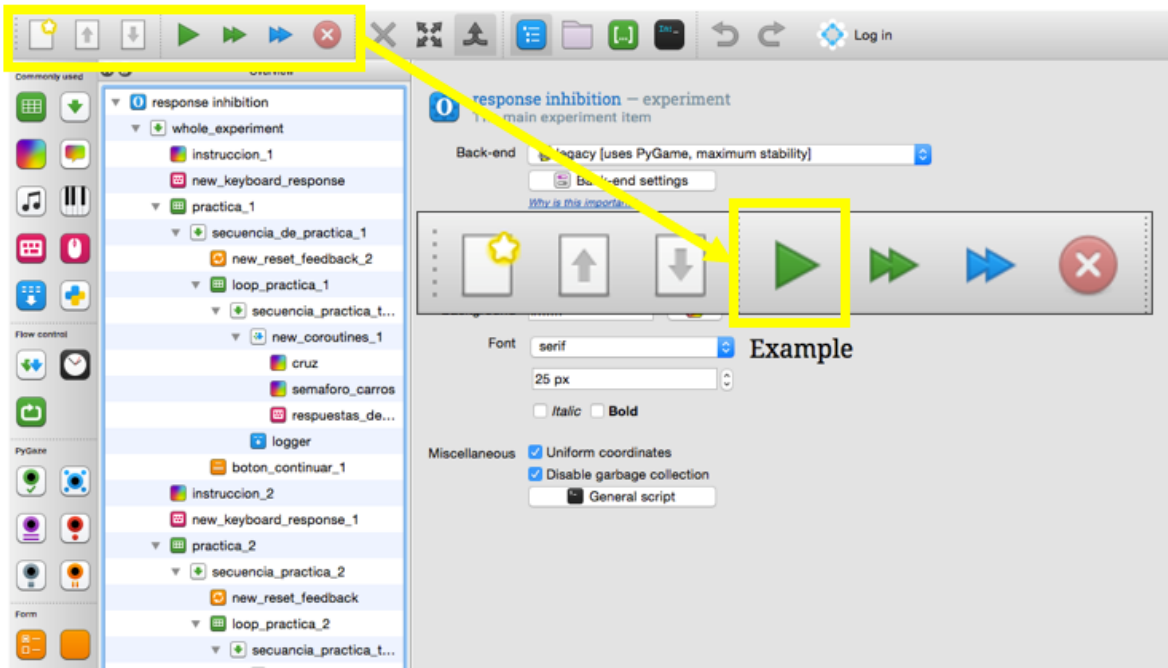 Log in
Commonly used
Overview
response inhibition
whole_experiment
instruccion_1
new_keyboard_response
practica_1
secuencia_de_practica_1
new_reset_feedback_2
loop_practica_1
secuencia_practica_t...
new_coroutines_1
cruz
semaforo_carros
respuestas_de...
logger
boton_continuar_1
instruccion_2
new_keyboard_response_1
practica_2
secuencia_practica_2
new_reset_feedback
loop_practica_2
secuancia_practica_t...
Flow control
PyGaze
Form
response inhibition — experiment
The main experiment item
Back-end
legacy [uses PyGame, maximum stability]
Back-end settings
Why is this important?
Font
serif
Example
25 px
Italic
Bold
Miscellaneous
Uniform coordinates
Disable garbage collection
General script